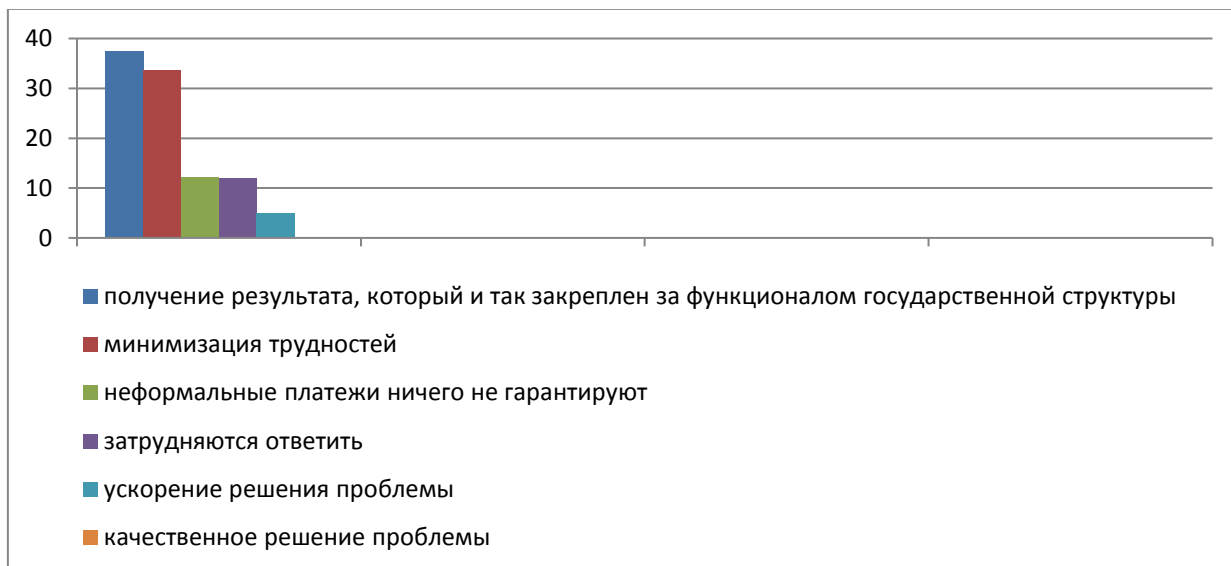 40
30
20
10
0
получение результата, который и так закреплен за функционалом государственной структуры
минимизация трудностей
неформальные платежи ничего не гарантируют
затрудняются ответить
ускорение решения проблемы
качественное решение проблемы